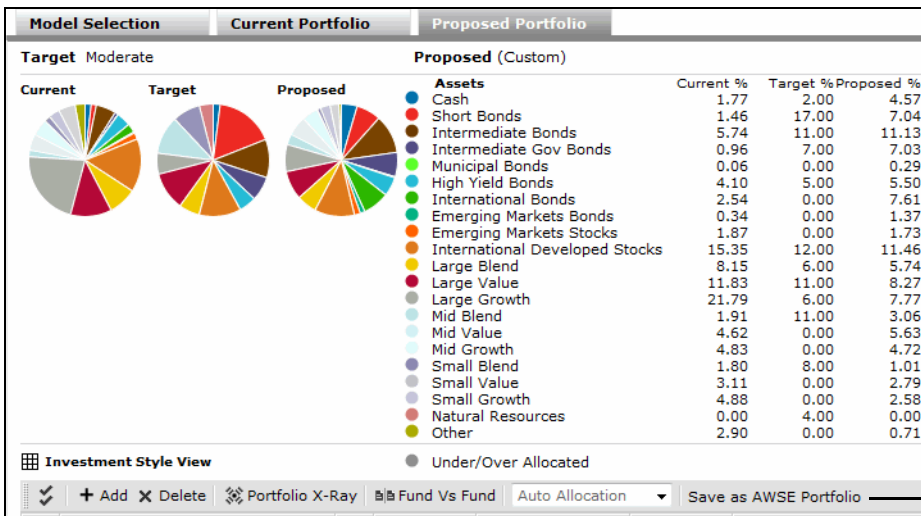 Model Selection Current Portfolio Proposed Portfolio
Target Moderate Proposed (Custom)
Current Target Proposed
Assets Current % Target % Proposed %
Cash 1.77 2.00 4.57
Short Bonds 1.46 17.00 7.04
Intermediate Bonds 5.74 11.00 11.13
Intermediate Gov Bonds 0.96 7.00 7.03
Municipal Bonds 0.06 0.00 0.29
High Yield Bonds 4.10 5.00 5.50
International Bonds 2.54 0.00 7.61
Emerging Markets Bonds 0.34 0.00 1.37
Emerging Markets Stocks 1.87 0.00 1.73
International Developed Stocks 15.35 12.00 11.46
Large Blend 8.15 6.00 5.74
Large Value 11.83 11.00 8.27
Large Growth 21.79 6.00 7.77
Mid Blend 1.91 11.00 3.06
Mid Value 4.62 0.00 5.63
Mid Growth 4.83 0.00 4.72
Small Blend 1.80 8.00 1.01
Small Value 3.11 0.00 2.79
Small Growth 4.88 0.00 2.58
Natural Resources 0.00 4.00 0.00
Other 2.90 0.00 0.71
Investment Style View Under/Over Allocated
Add Delete Portfolio X-Ray Fund Vs Fund Auto Allocation Save as AWSE Portfolio